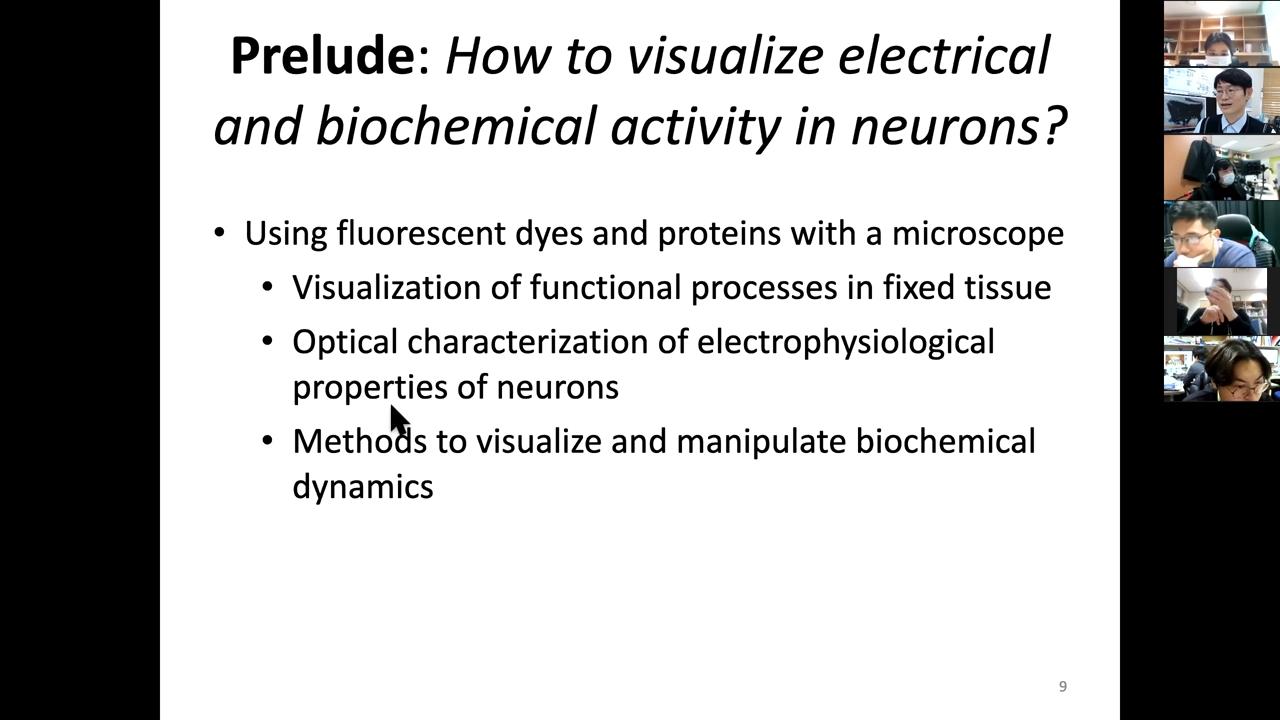 Prelude: How to visualize electrical
and biochemical activity in neurons?
• Using fluorescent dyes and proteins with a microscope
• Visualization of functional processes in fixed tissue
• Optical characterization of electrophysiological
properties of neurons
• Methods to visualize and manipulate biochemical
dynamics
9